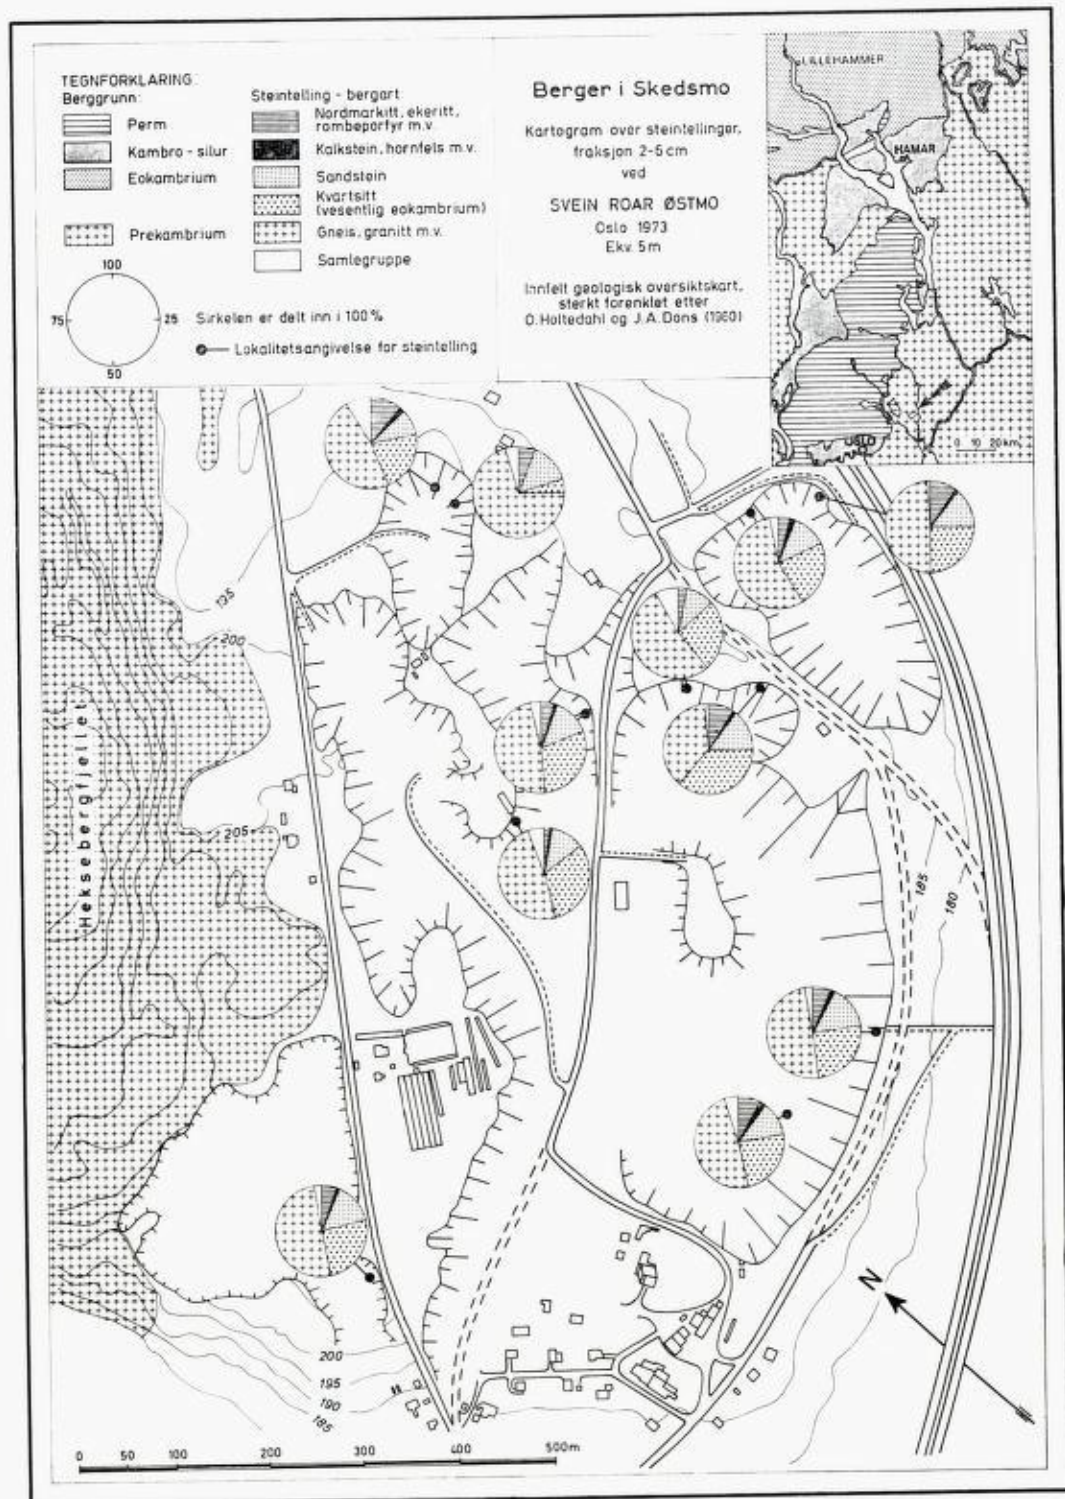 TEGNFORKLARING:
Berggrunn:
Perm
Kambro - silur
Eokambrium
Prekambrium
Steintelling - bergart:
Nordmarkitt, ekeritt,
rombeporfyr m.v.
Kalkstein, hornfels m.v.
Sandstein
Kvartsitt
(vesentlig eokambrium)
Gneis, granitt m.v.
Samlegruppe
100
75
25
50
Sirkelen er delt inn i 100%
Lokalitetsangivelse for steintelling
Berger i Skedsmo
Kartogram over steintellinger,
fraksjon 2-6cm
ved
SVEIN ROAR ØSTMO
Oslo 1973
Ekv. 5m
Innfelt geologisk oversiktskart,
sterkt forenklet etter
O. Holtedahl og J.A. Dons (1960)
LILLEHAMMER
HAMAR
OSLO
0 10 20km
195
200
205
Heksebergfjellet
185
180
N
200
195
190
185
0 50 100 200 300 400 500m